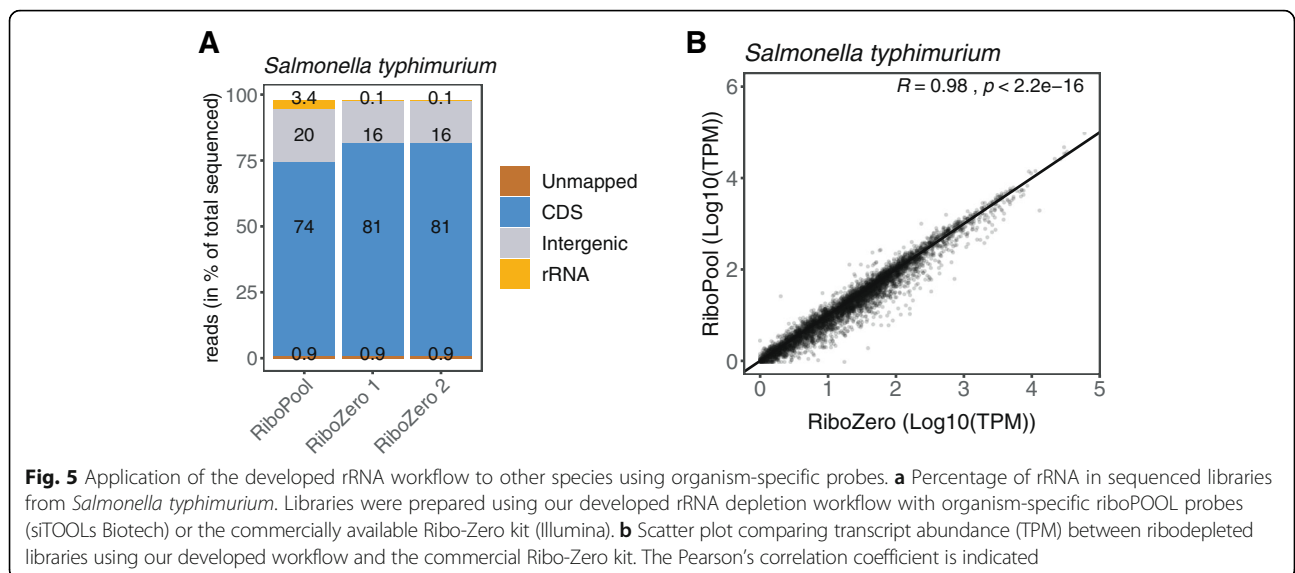 A
Salmonella typhimurium
reads (in % of total sequenced)
100
75
50
25
0
3.4 0.1 0.1
20 16 16
74 81 81
0.9 0.9 0.9
RiboPool RiboZero 1 RiboZero 2
Unmapped
CDS
Intergenic
rRNA
B
Salmonella typhimurium
R = 0.98 , p < 2.2e−16
RiboPool (Log10(TPM))
6
4
2
0
0 1 2 3 4 5
RiboZero (Log10(TPM))
Fig. 5 Application of the developed rRNA workflow to other species using organism-specific probes. a Percentage of rRNA in sequenced libraries
from Salmonella typhimurium. Libraries were prepared using our developed rRNA depletion workflow with organism-specific riboPOOL probes
(siTOOLs Biotech) or the commercially available Ribo-Zero kit (Illumina). b Scatter plot comparing transcript abundance (TPM) between ribodepleted
libraries using our developed workflow and the commercial Ribo-Zero kit. The Pearson's correlation coefficient is indicated